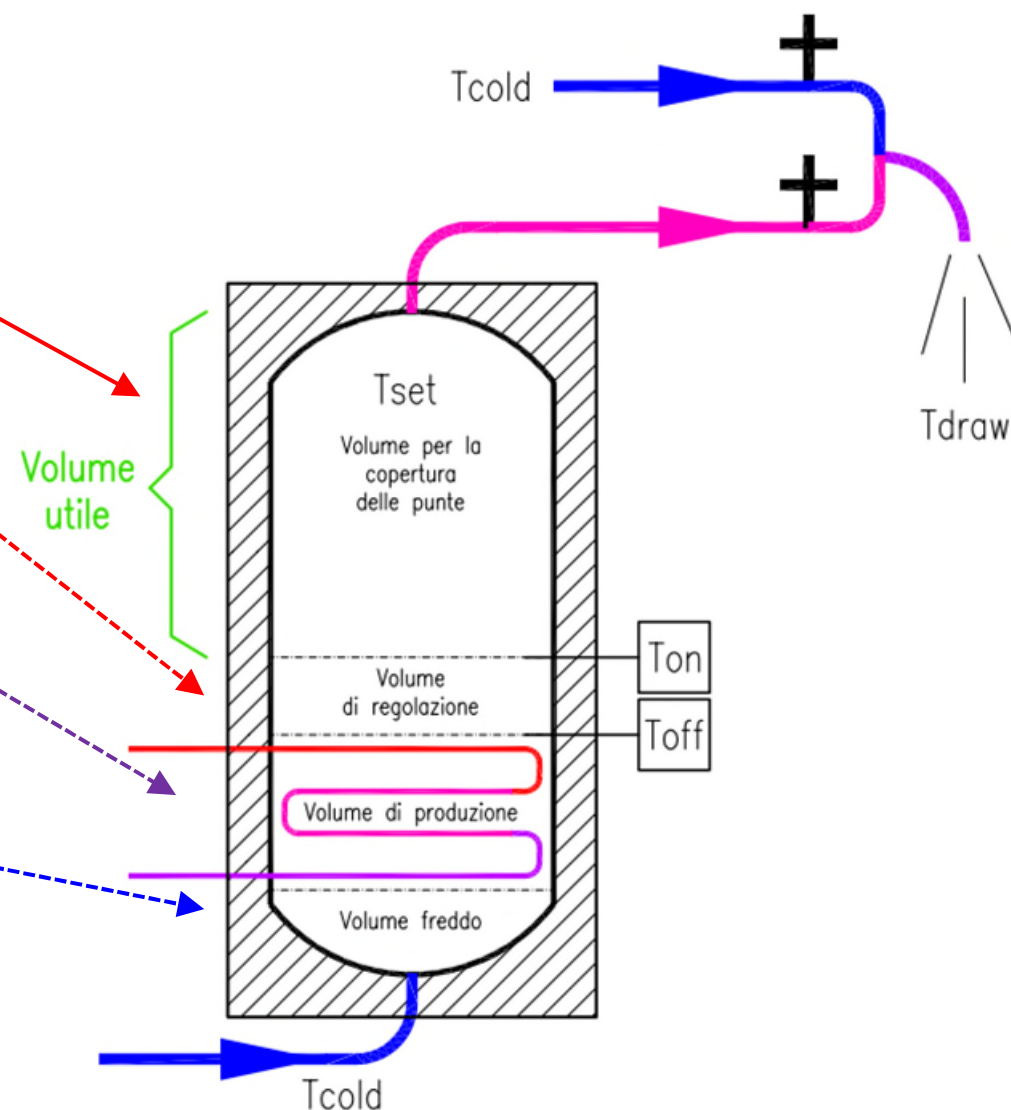 Tcold
Tset
Volume per la
copertura
delle punte
Tdraw
Volume
utile
Ton
Volume
di regolazione
Toff
Volume di produzione
Volume freddo
Tcold